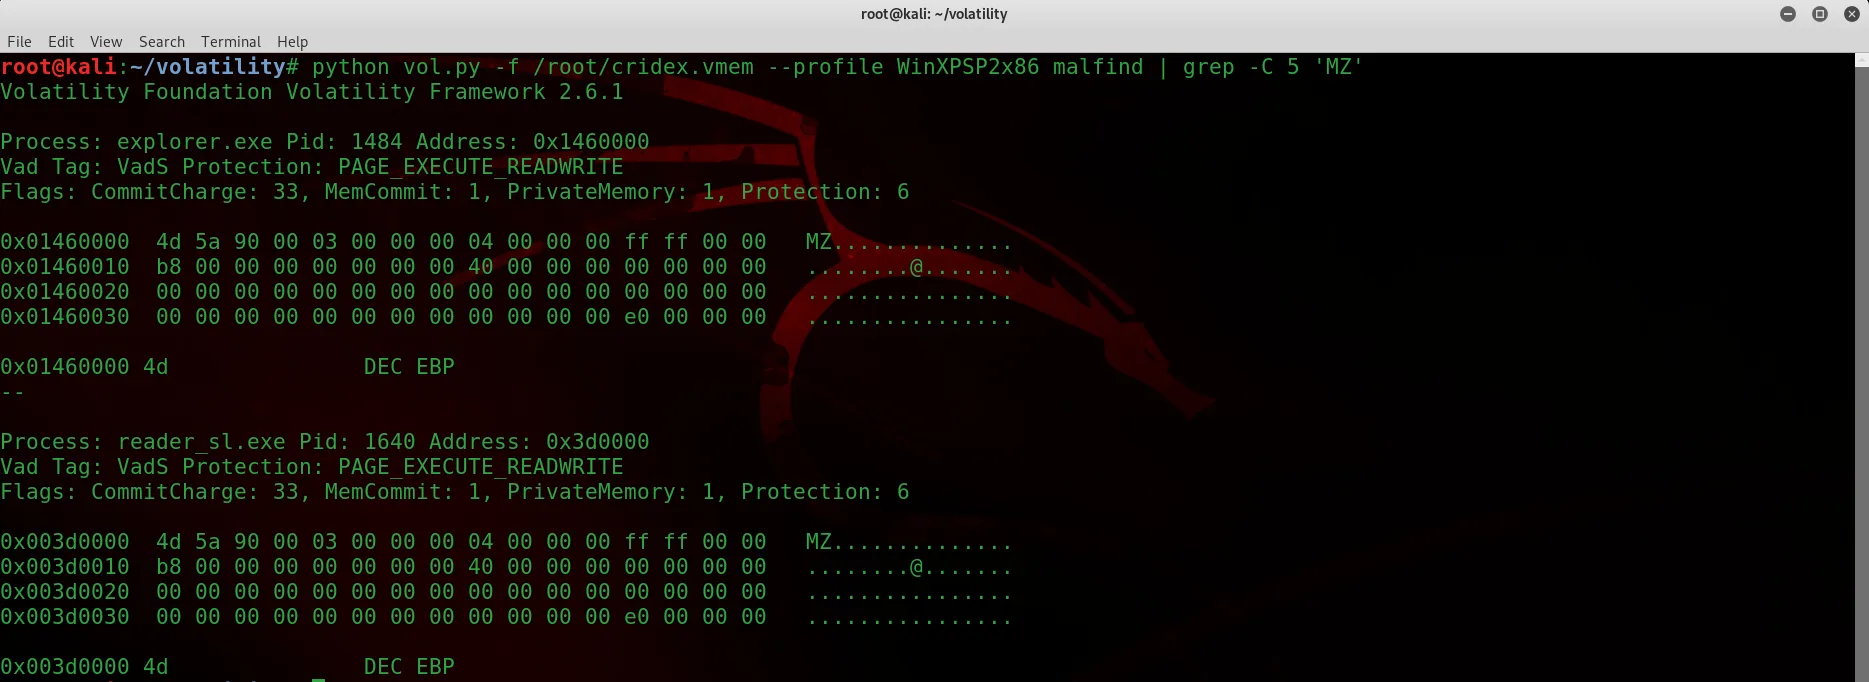 root@kali: ~/volatility
File Edit View Search Terminal Help
root@kali:~/volatility# python vol.py -f /root/cridex.vmem --profile WinXPSP2x86 malfind | grep -C 5 'MZ'
Volatility Foundation Volatility Framework 2.6.1
Process: explorer.exe Pid: 1484 Address: 0x1460000
Vad Tag: VadS Protection: PAGE_EXECUTE_READWRITE
Flags: CommitCharge: 33, MemCommit: 1, PrivateMemory: 1, Protection: 6
0x01460000  4d 5a 90 00 03 00 00 00 04 00 00 00 ff ff 00 00   MZ..............
0x01460010  b8 00 00 00 00 00 00 00 40 00 00 00 00 00 00 00   ........@.......
0x01460020  00 00 00 00 00 00 00 00 00 00 00 00 00 00 00 00   ................
0x01460030  00 00 00 00 00 00 00 00 00 00 00 00 e0 00 00 00   ................
0x01460000 4d               DEC EBP
--
Process: reader_sl.exe Pid: 1640 Address: 0x3d0000
Vad Tag: VadS Protection: PAGE_EXECUTE_READWRITE
Flags: CommitCharge: 33, MemCommit: 1, PrivateMemory: 1, Protection: 6
0x003d0000  4d 5a 90 00 03 00 00 00 04 00 00 00 ff ff 00 00   MZ..............
0x003d0010  b8 00 00 00 00 00 00 00 40 00 00 00 00 00 00 00   ........@.......
0x003d0020  00 00 00 00 00 00 00 00 00 00 00 00 00 00 00 00   ................
0x003d0030  00 00 00 00 00 00 00 00 00 00 00 00 e0 00 00 00   ................
0x003d0000 4d               DEC EBP